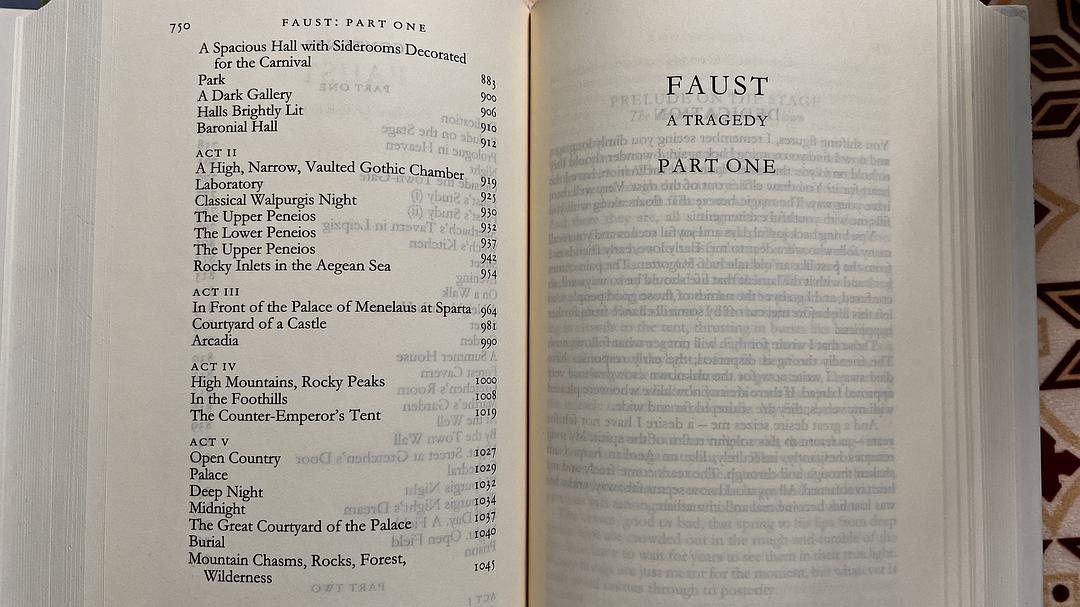 750
FAUST: PART ONE
A Spacious Hall with Siderooms Decorated
for the Carnival 883
Park 900
A Dark Gallery 906
Halls Brightly Lit 910
Baronial Hall 912
ACT II
A High, Narrow, Vaulted Gothic Chamber 919
Laboratory 925
Classical Walpurgis Night 930
The Upper Peneios 932
The Lower Peneios 937
The Upper Peneios 942
Rocky Inlets in the Aegean Sea 954
ACT III
In Front of the Palace of Menelaus at Sparta 964
Courtyard of a Castle 981
Arcadia 990
ACT IV
High Mountains, Rocky Peaks 1000
In the Foothills 1008
The Counter-Emperor's Tent 1019
ACT V
Open Country 1027
Palace 1029
Deep Night 1032
Midnight 1034
The Great Courtyard of the Palace 1037
Burial 1040
Mountain Chasms, Rocks, Forest,
Wilderness 1045
FAUST
A TRAGEDY
PART ONE